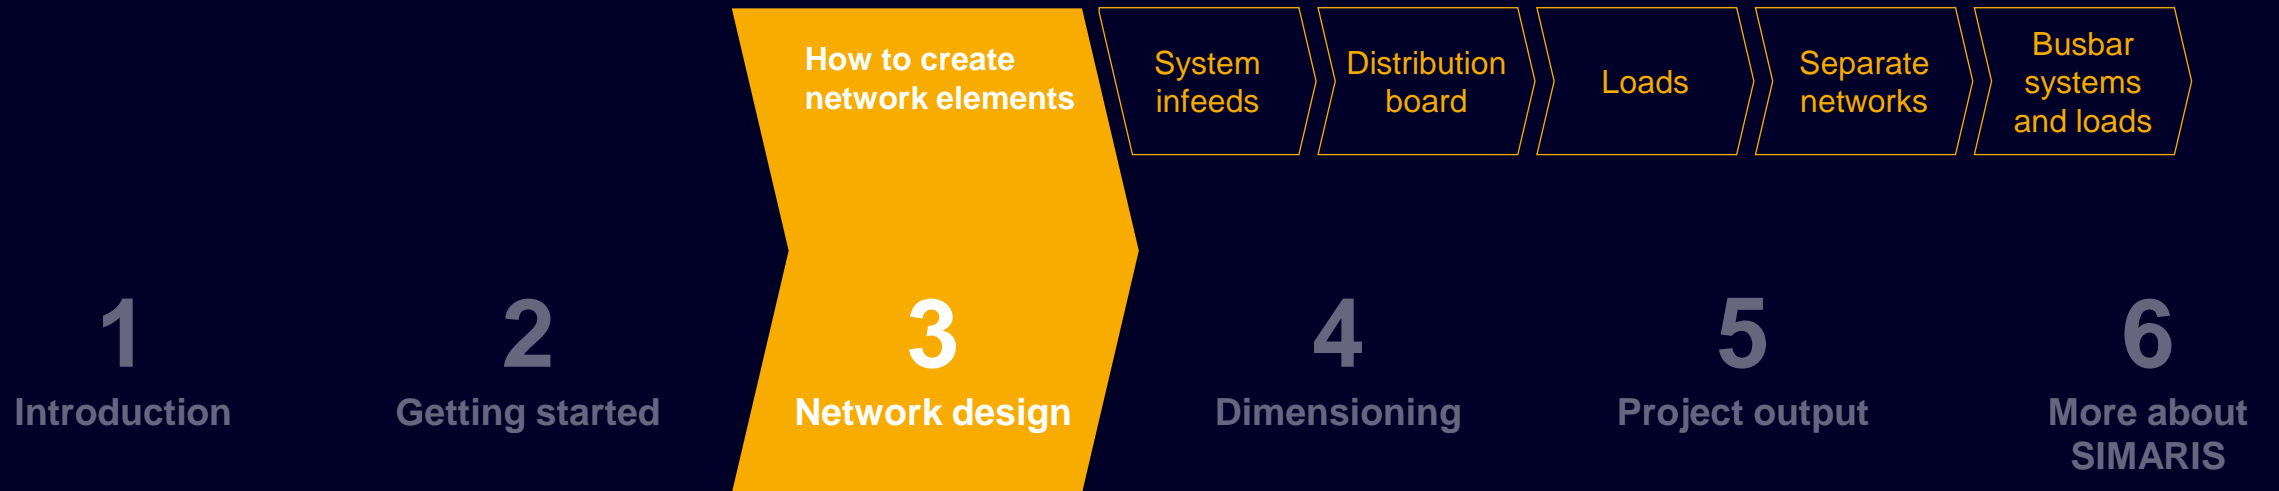 How to create
network elements
System
infeeds
Distribution
board
Loads
Separate
networks
Busbar
systems
and loads
1
Introduction
2
Getting started
3
Network design
4
Dimensioning
5
Project output
6
More about
SIMARIS